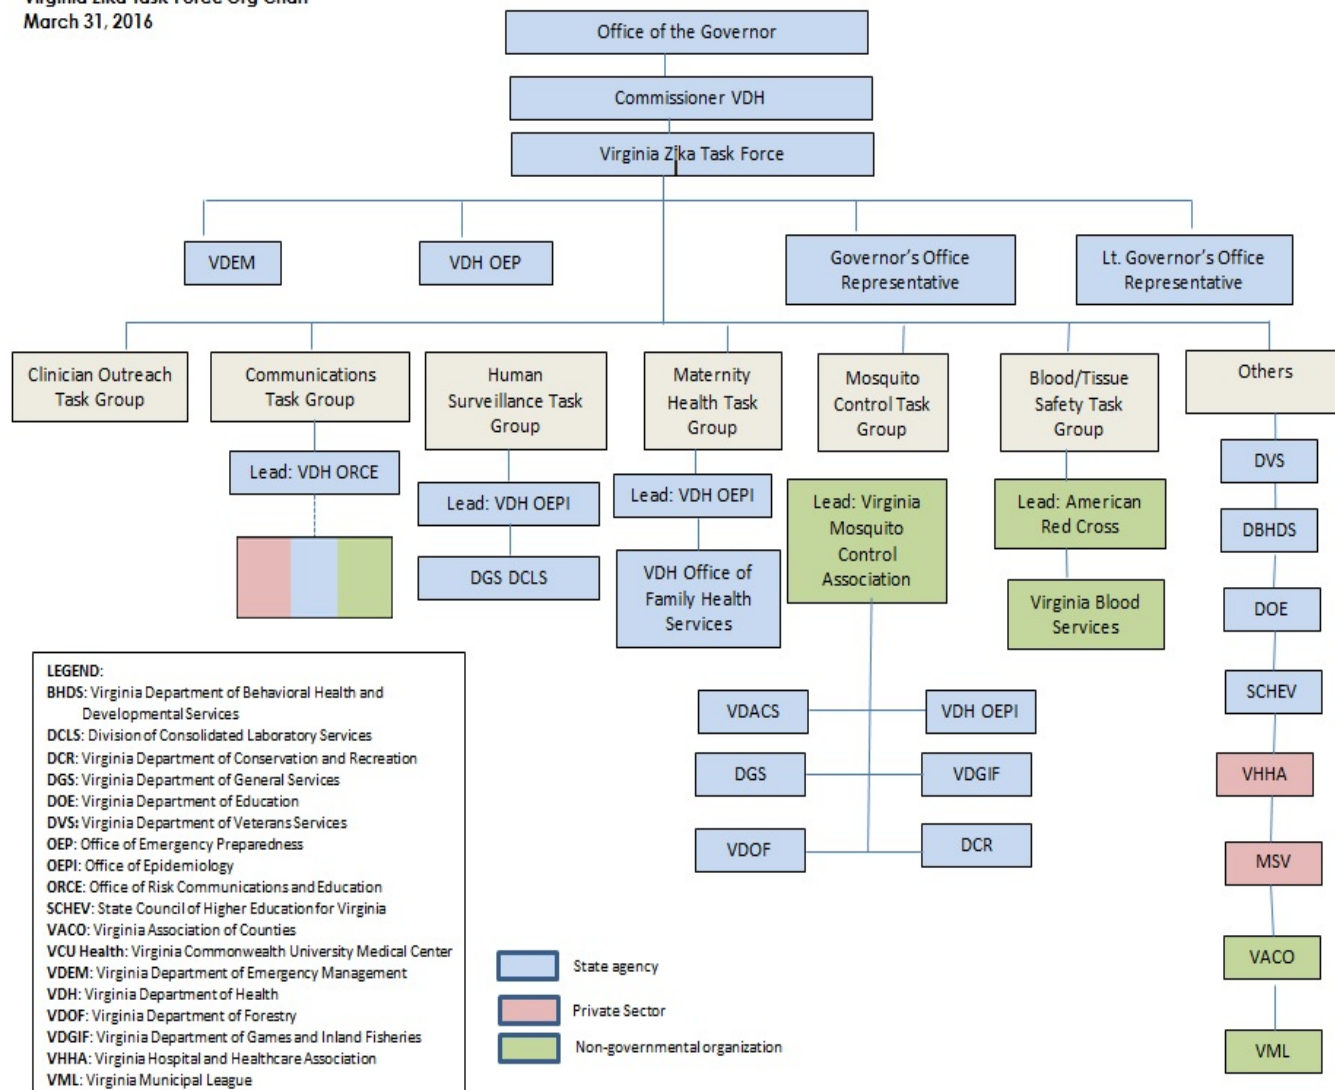 Virginia Zika Task Force Org Chart
March 31, 2016
Office of the Governor
Commissioner VDH
Virginia Zika Task Force
VDEM
VDH OEP
Governor's Office
Representative
Lt. Governor's Office
Representative
Clinician Outreach
Task Group
Communications
Task Group
Lead: VDH ORCE
Human
Surveillance Task
Group
Lead: VDH OEPI
DGS DCLS
Maternity
Health Task
Group
Lead: VDH OEPI
VDH Office of
Family Health
Services
Mosquito
Control Task
Group
Lead: Virginia
Mosquito
Control
Association
VDACS
VDH OEPI
DGS
VDGIF
VDOF
DCR
Blood/Tissue
Safety Task
Group
Lead: American
Red Cross
Virginia Blood
Services
Others
DVS
DBHDS
DOE
SCHEV
VHHA
MSV
VACO
VML
LEGEND:
BHDS: Virginia Department of Behavioral Health and
Developmental Services
DCLS: Division of Consolidated Laboratory Services
DCR: Virginia Department of Conservation and Recreation
DGS: Virginia Department of General Services
DOE: Virginia Department of Education
DVS: Virginia Department of Veterans Services
OEP: Office of Emergency Preparedness
OEPI: Office of Epidemiology
ORCE: Office of Risk Communications and Education
SCHEV: State Council of Higher Education for Virginia
VACO: Virginia Association of Counties
VCU Health: Virginia Commonwealth University Medical Center
VDEM: Virginia Department of Emergency Management
VDH: Virginia Department of Health
VDOF: Virginia Department of Forestry
VDGIF: Virginia Department of Games and Inland Fisheries
VHHA: Virginia Hospital and Healthcare Association
VML: Virginia Municipal League
State agency
Private Sector
Non-governmental organization